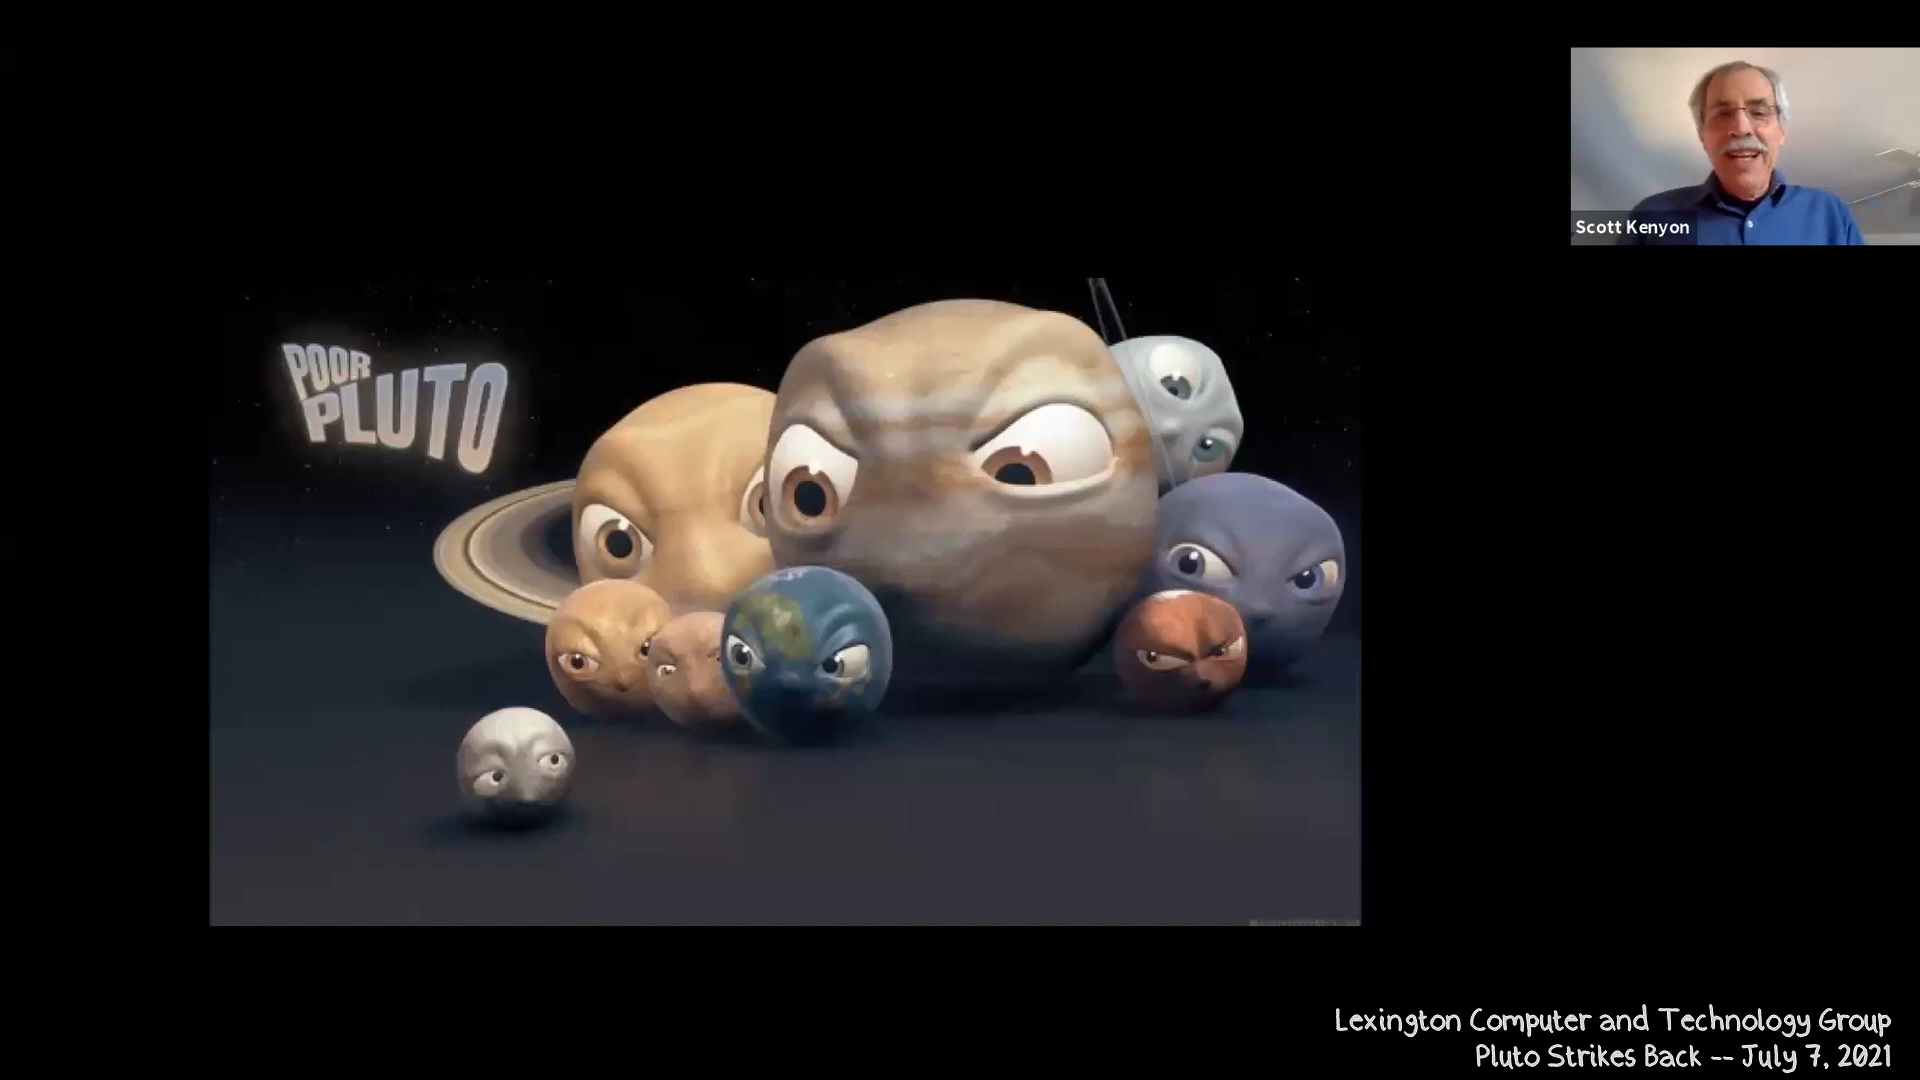 Scott Kenyon
POOR
PLUTO
Lexington Computer and Technology Group
Pluto Strikes Back -- July 7, 2021